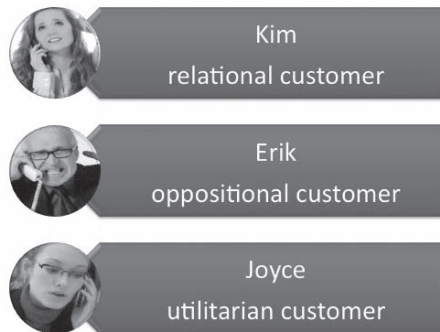 Kim
relational customer
Erik
oppositional customer
Joyce
utilitarian customer